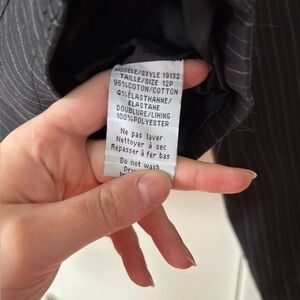 MODELE/STYLE 19132
TAILLE/SIZE 12P
96%COTON/COTTON
4%ELASTHANNE/
ELASTANE
DOUBLURE/LINING
100%POLYESTER
Ne pas laver
Nettoyer à sec
Repasser à fer bas
Do not wash